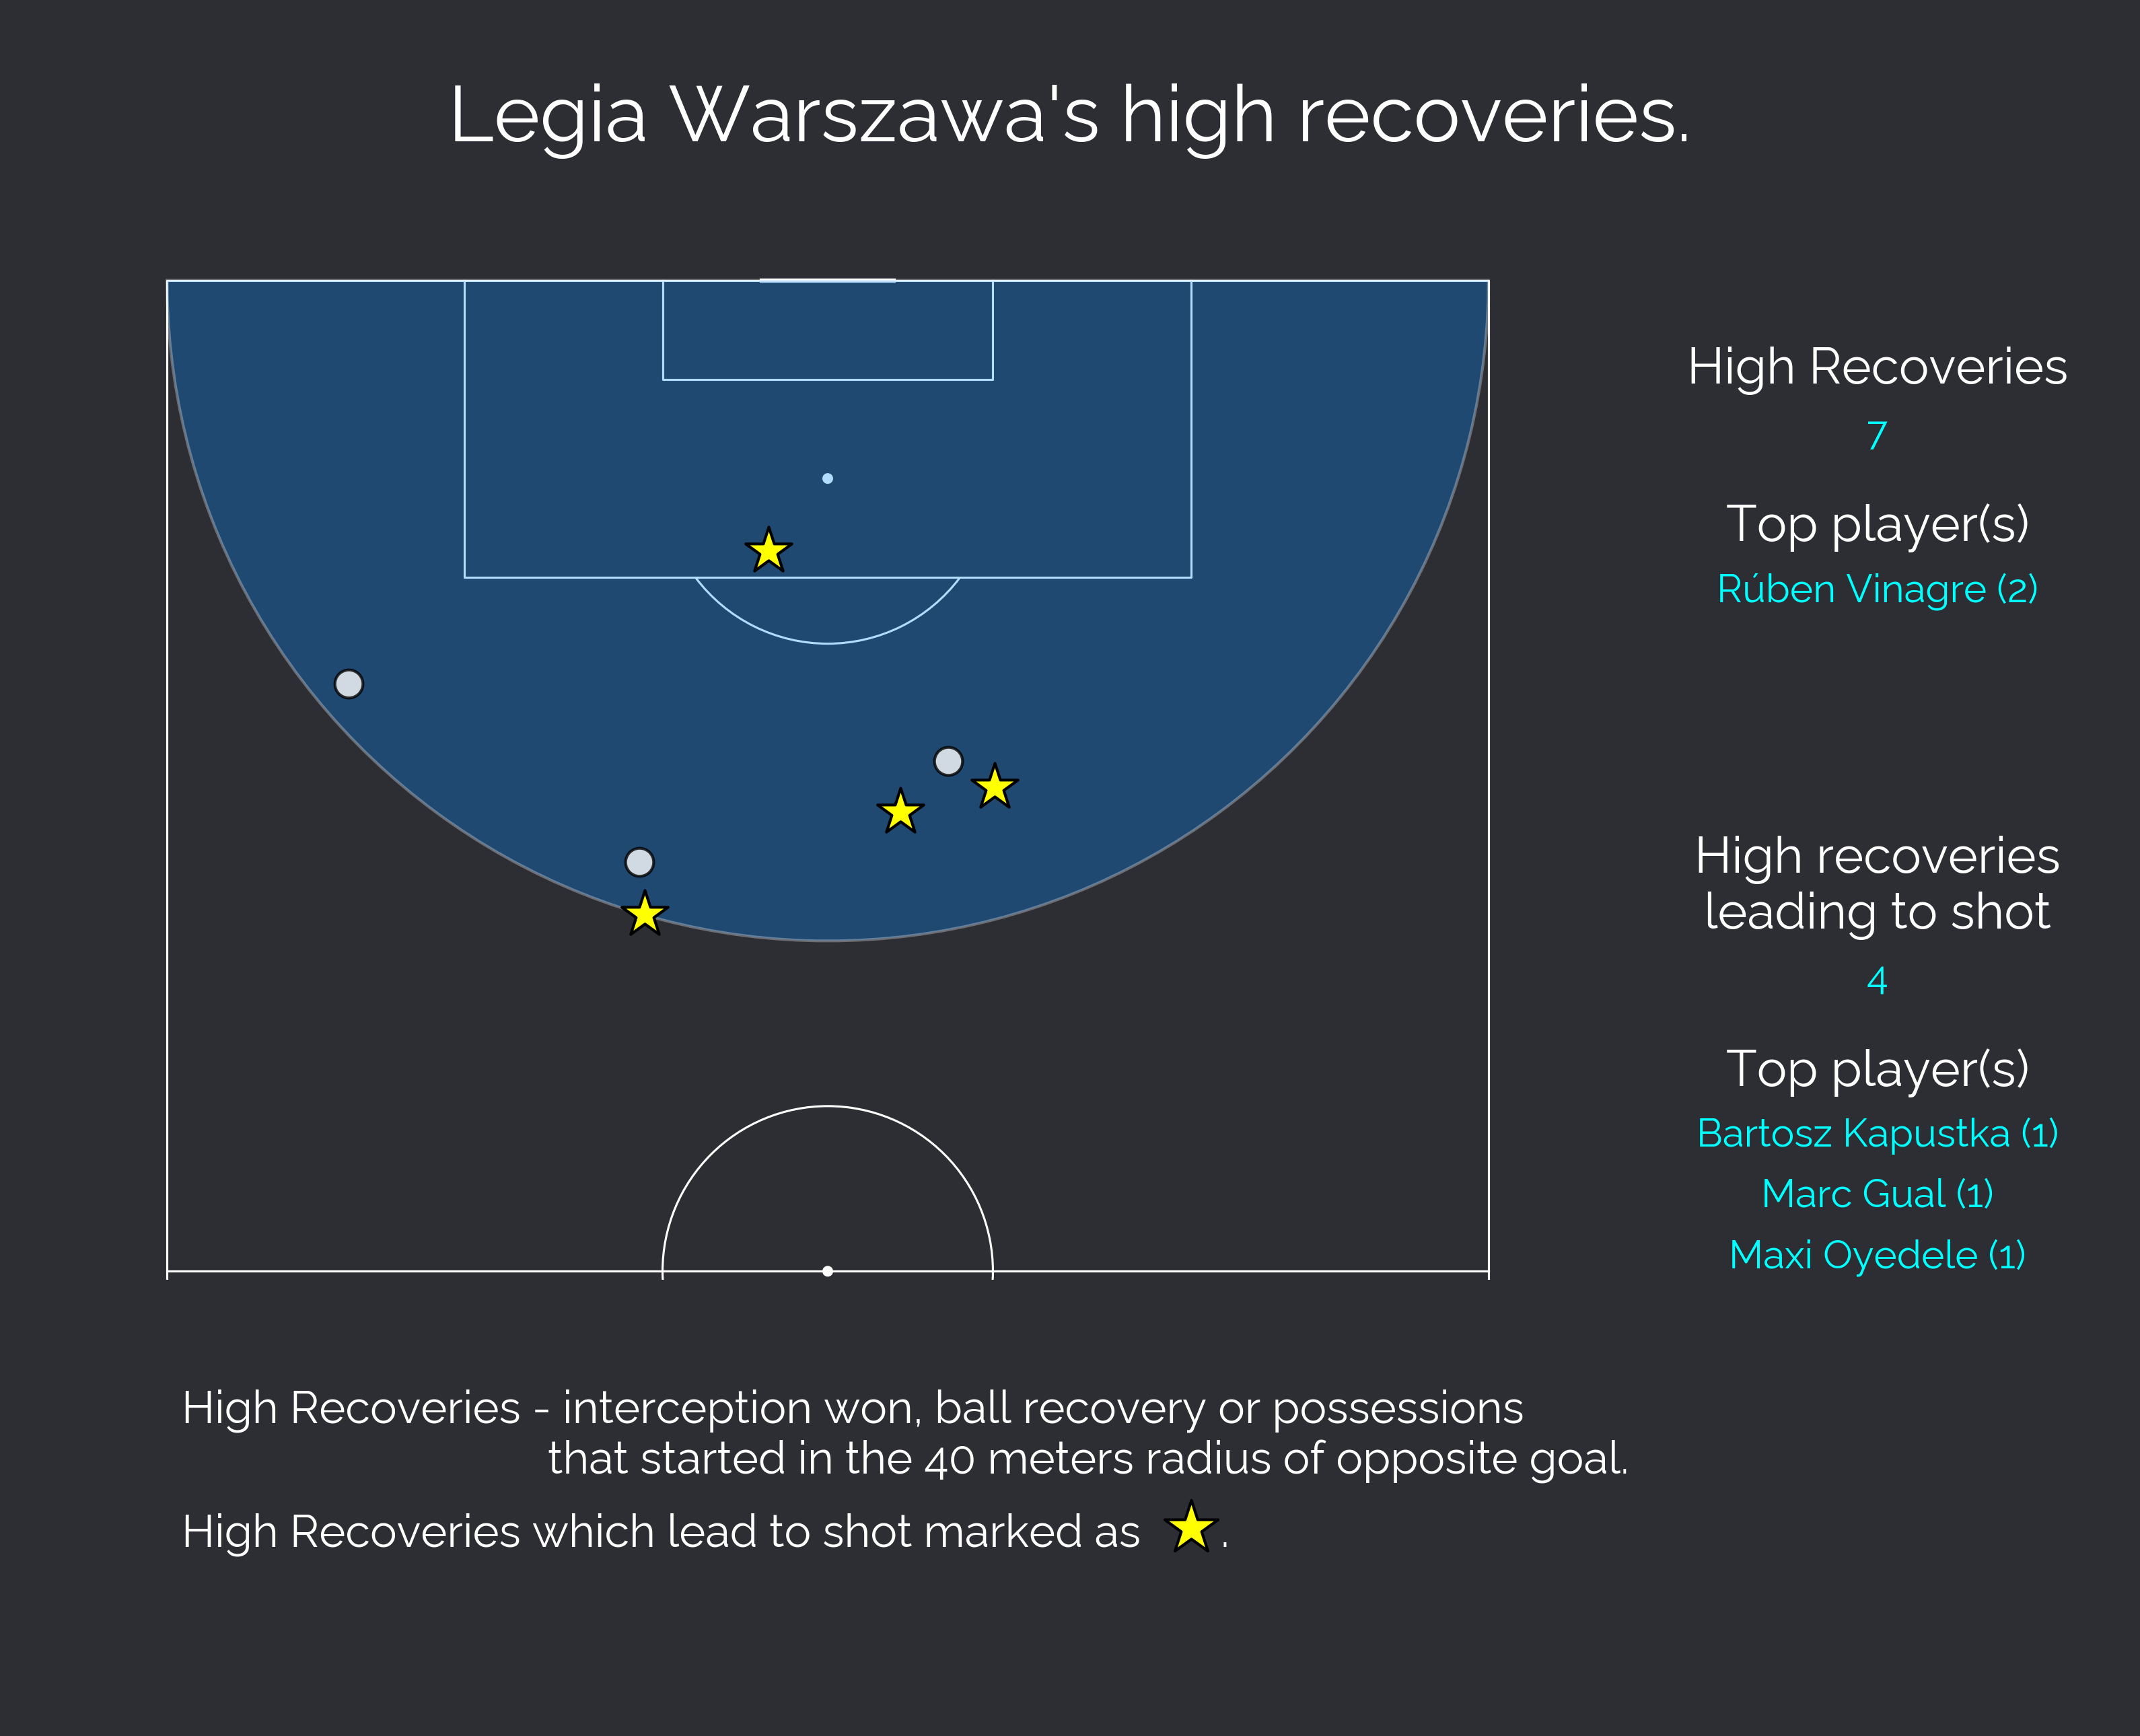 Legia Warszawa's high recoveries.
High Recoveries
7
Top player(s)
Rúben Vinagre (2)
High recoveries
leading to shot
4
Top player(s)
Bartosz Kapustka (1)
Marc Gual (1)
Maxi Oyedele (1)
High Recoveries - interception won, ball recovery or possessions
that started in the 40 meters radius of opposite goal.
High Recoveries which lead to shot marked as .